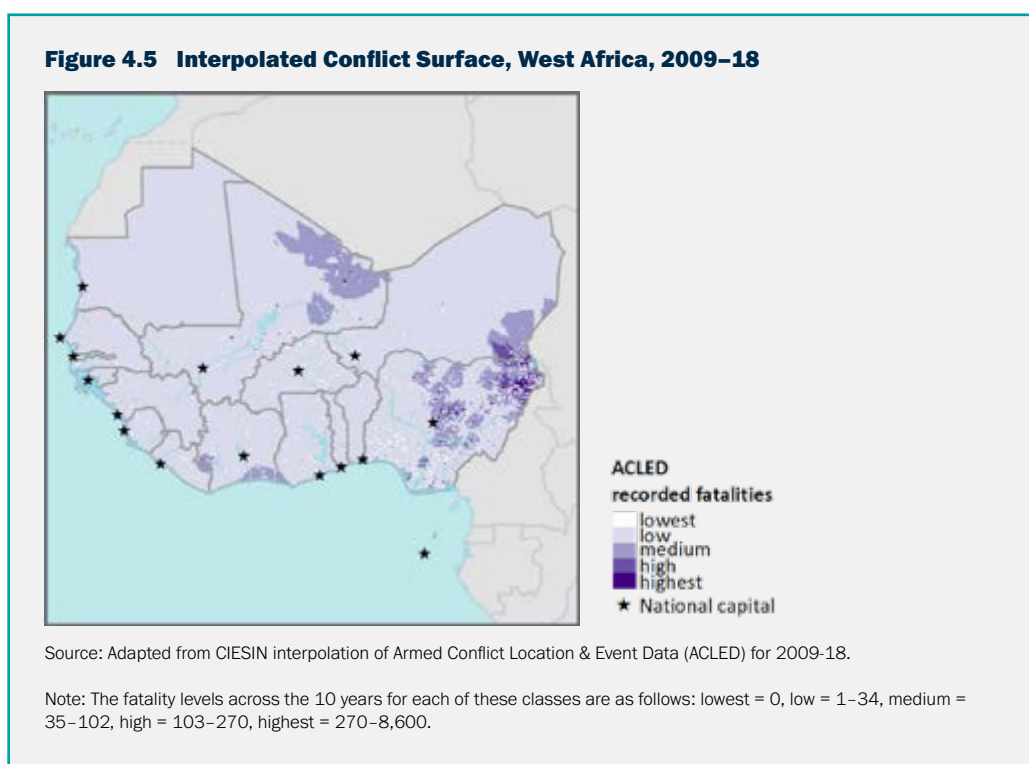 Figure 4.5 Interpolated Conflict Surface, West Africa, 2009–18
ACLED
recorded fatalities
lowest
low
medium
high
highest
★ National capital
Source: Adapted from CIESIN interpolation of Armed Conflict Location & Event Data (ACLED) for 2009-18.
Note: The fatality levels across the 10 years for each of these classes are as follows: lowest = 0, low = 1–34, medium =
35–102, high = 103–270, highest = 270–8,600.